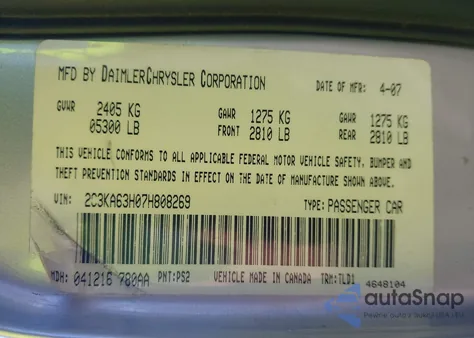 MFD BY DAIMLERCHRYSLER CORPORATION DATE OF MFR: 4-07
GVWR 2405 KG GAWR 1275 KG GAWR 1275 KG
05300 LB FRONT 2810 LB REAR 2810 LB
THIS VEHICLE CONFORMS TO ALL APPLICABLE FEDERAL MOTOR VEHICLE SAFETY, BUMPER AND
THEFT PREVENTION STANDARDS IN EFFECT ON THE DATE OF MANUFACTURE SHOWN ABOVE.
VIN: 2C3KA63H07H808269 TYPE: PASSENGER CAR
MDH: 041216 780AA PNT: PS2 VEHICLE MADE IN CANADA TRM: TLD1
4648104
autoSnap